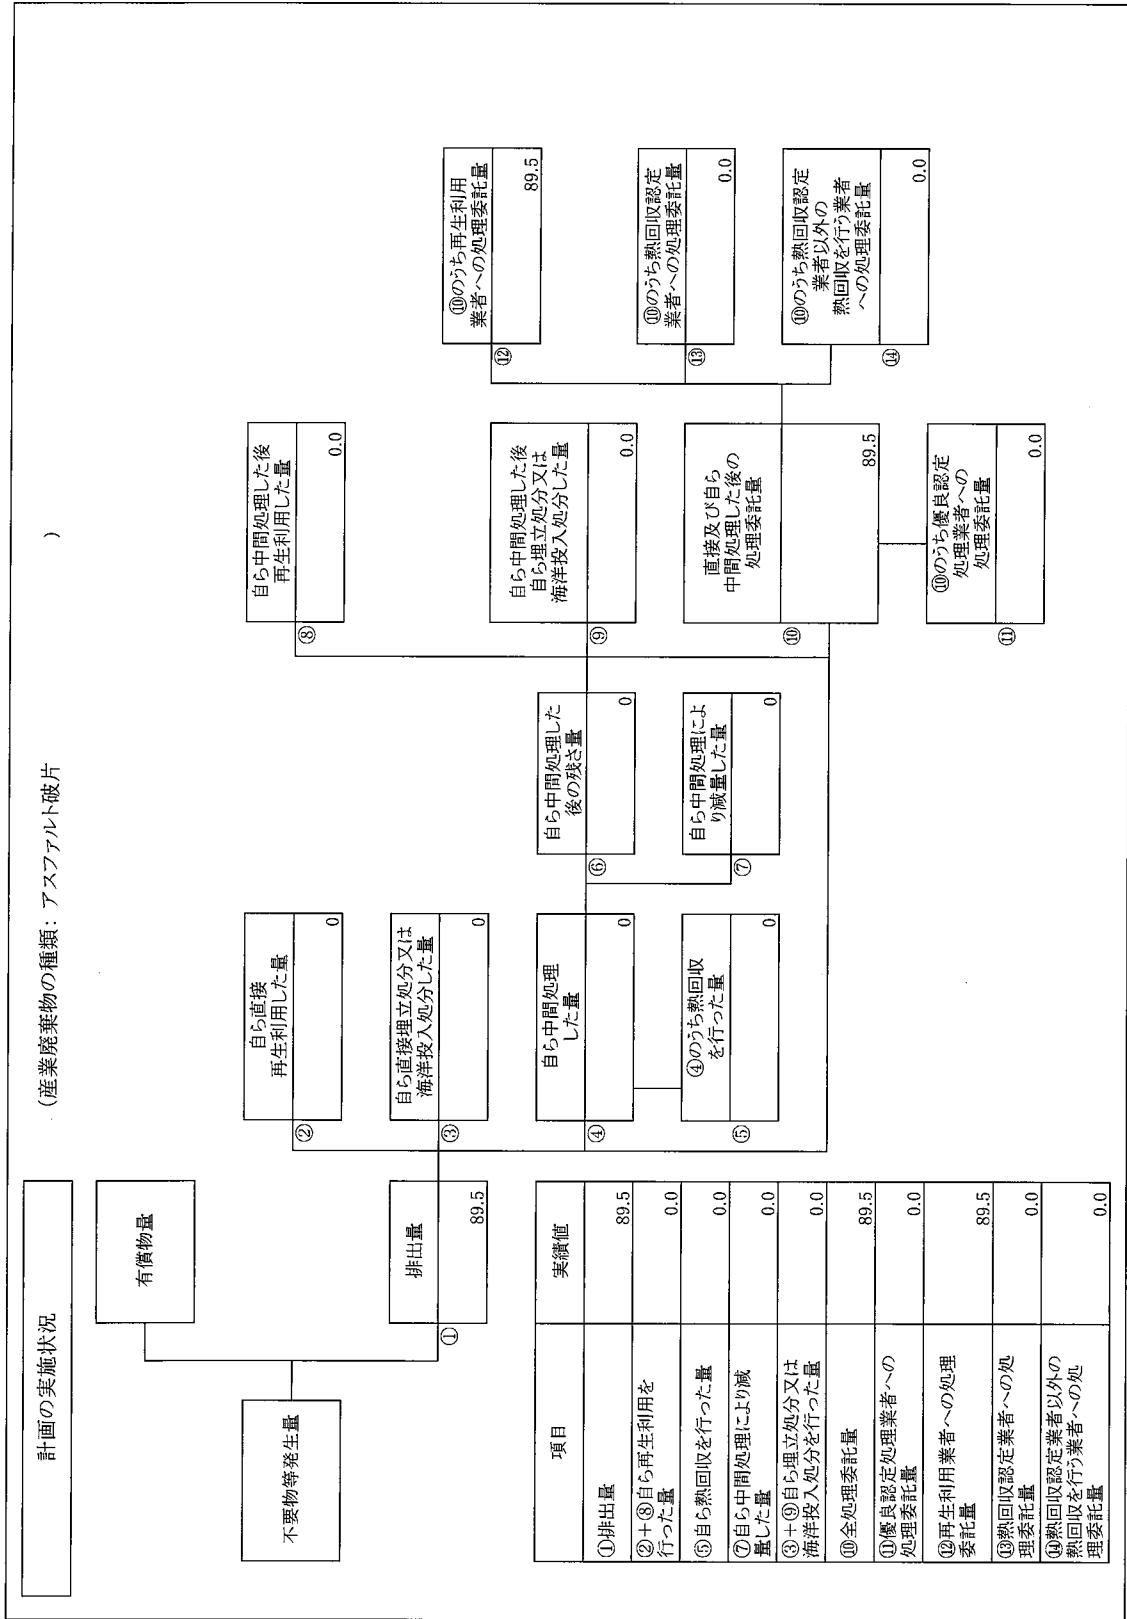 計画の実施状況
(産業廃棄物の種類: アスファルト破片 )
不要物等発生量
有償物量
①
排出量
89.5
②
自ら直接
再生利用した量
0
③
自ら直接埋立処分又は
海洋投入処分した量
0
④
自ら中間処理
した量
0
⑤
④のうち熱回収
を行った量
0
⑥
自ら中間処理した
後の残さ量
0
⑦
自ら中間処理によ
り減量した量
0
⑧
自ら中間処理した後
再生利用した量
0.0
⑨
自ら中間処理した後
自ら埋立処分又は
海洋投入処分した量
0.0
⑩
直接及び自ら
中間処理した後の
処理委託量
89.5
⑪
⑩のうち優良認定
処理業者への
処理委託量
0.0
⑫
⑩のうち再生利用
業者への処理委託量
89.5
⑬
⑩のうち熱回収認定
業者への処理委託量
0.0
⑭
⑩のうち熱回収認定
業者以外の
熱回収を行う業者
への処理委託量
0.0
項目 実績値
①排出量 89.5
②+⑧自ら再生利用を
行った量 0.0
⑤自ら熱回収を行った量 0.0
⑦自ら中間処理により減
量した量 0.0
③+⑨自ら埋立処分又は
海洋投入処分を行った量 0.0
⑩全処理委託量 89.5
⑪優良認定処理業者への
処理委託量 0.0
⑫再生利用業者への処理
委託量 89.5
⑬熱回収認定業者への処
理委託量 0.0
⑭熱回収認定業者以外の
熱回収を行う業者への処
理委託量 0.0